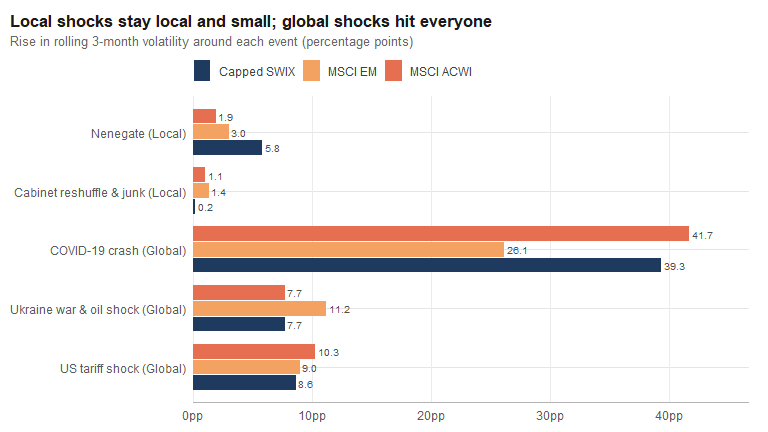 Local shocks stay local and small; global shocks hit everyone
Rise in rolling 3-month volatility around each event (percentage points)
Capped SWIX MSCI EM MSCI ACWI
Nenegate (Local)
1.9
3.0
5.8
Cabinet reshuffle & junk (Local)
1.1
1.4
0.2
COVID-19 crash (Global)
41.7
26.1
39.3
Ukraine war & oil shock (Global)
7.7
11.2
7.7
US tariff shock (Global)
10.3
9.0
8.6
0pp 10pp 20pp 30pp 40pp